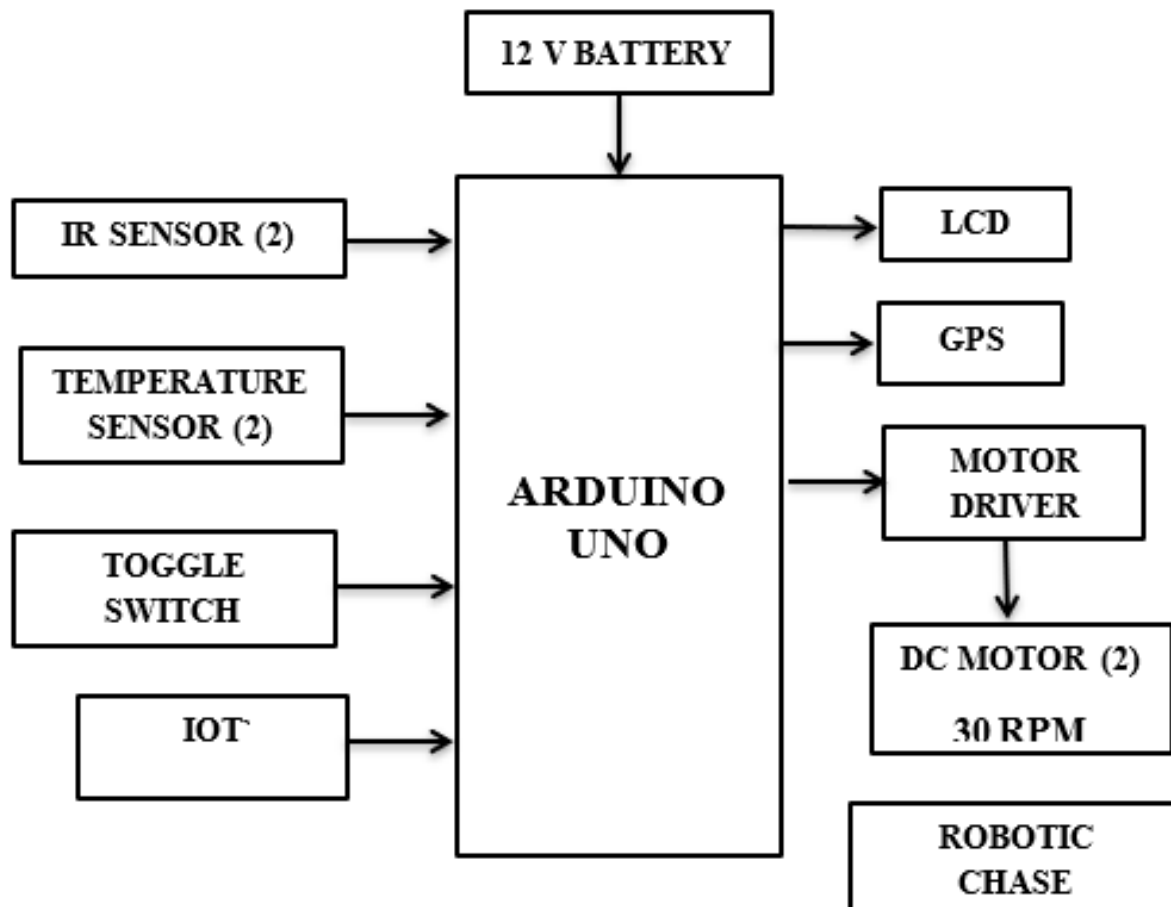 12 V BATTERY
IR SENSOR (2)
TEMPERATURE
SENSOR (2)
TOGGLE
SWITCH
IOT`
ARDUINO
UNO
LCD
GPS
MOTOR
DRIVER
DC MOTOR (2)
30 RPM
ROBOTIC
CHASE